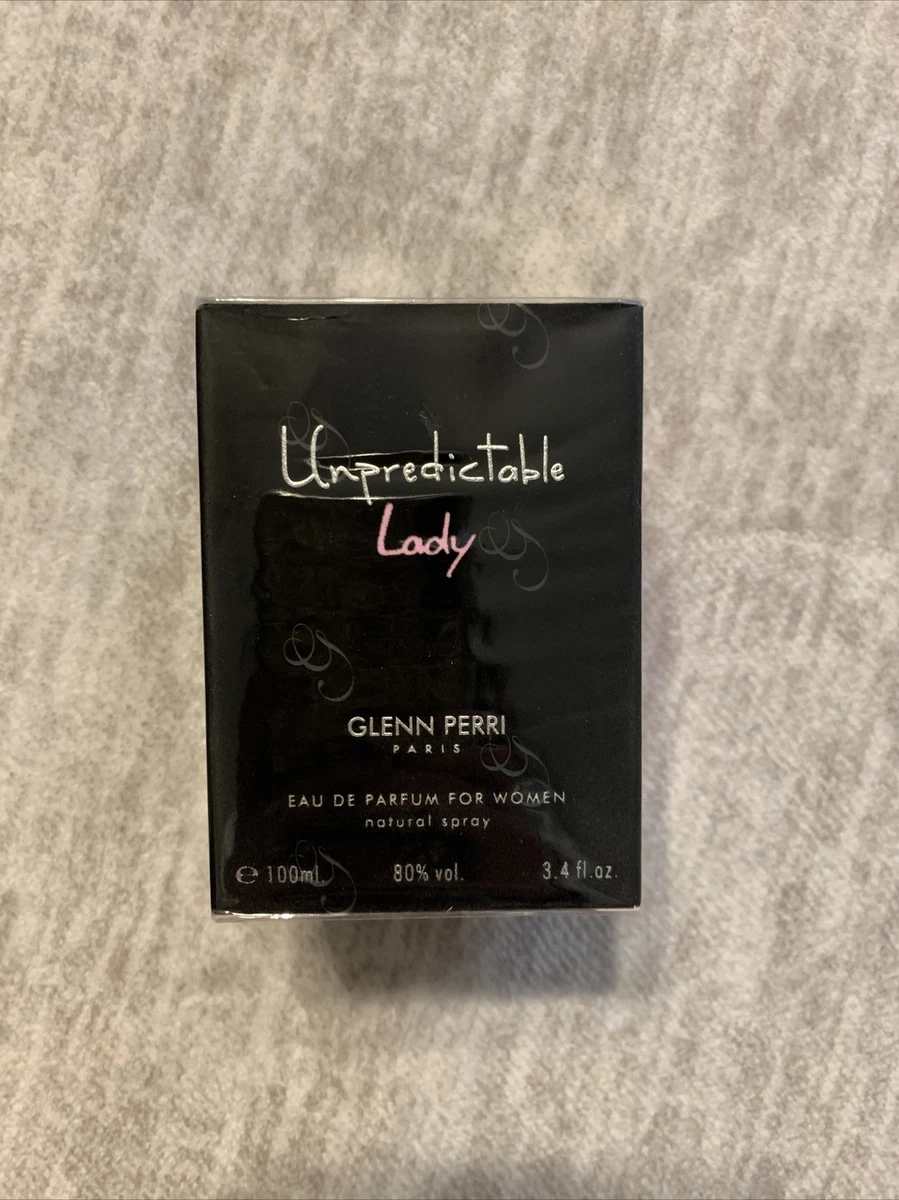 Unpredictable
Lady
GLENN PERRI
PARIS
EAU DE PARFUM FOR WOMEN
natural spray
℮ 100ml. 80% vol. 3.4 fl.oz.